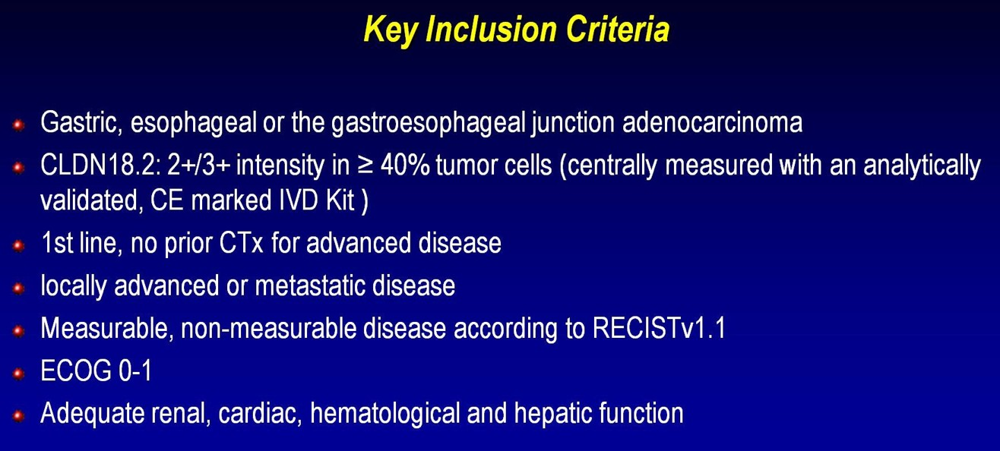 Key Inclusion Criteria
Gastric, esophageal or the gastroesophageal junction adenocarcinoma
CLDN18.2: 2+/3+ intensity in ≥ 40% tumor cells (centrally measured with an analytically
validated, CE marked IVD Kit )
1st line, no prior CTx for advanced disease
locally advanced or metastatic disease
Measurable, non-measurable disease according to RECISTv1.1
ECOG 0-1
Adequate renal, cardiac, hematological and hepatic function